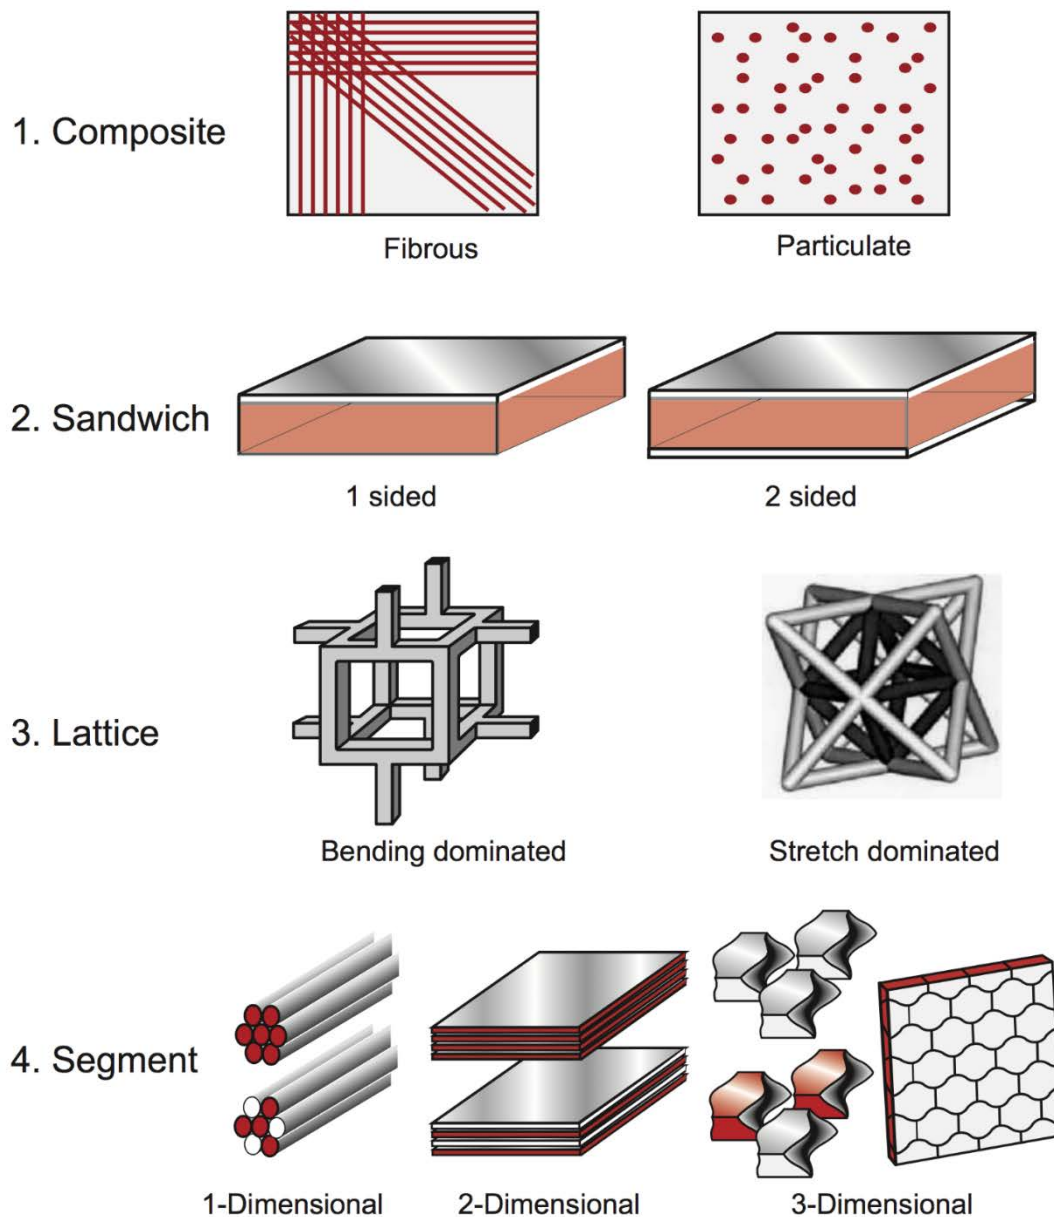 1. Composite
Fibrous
Particulate
2. Sandwich
1 sided
2 sided
3. Lattice
Bending dominated
Stretch dominated
4. Segment
1-Dimensional
2-Dimensional
3-Dimensional